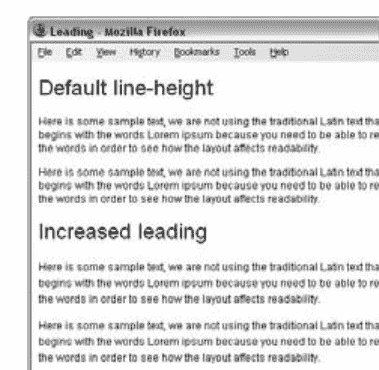 Leading - Mozilla Firefox
File Edit View History Bookmarks Tools Help
Default line-height
Here is some sample text, we are not using the traditional Latin text tha
begins with the words Lorem ipsum because you need to be able to re
the words in order to see how the layout affects readability.
Here is some sample text, we are not using the traditional Latin text tha
begins with the words Lorem ipsum because you need to be able to re
the words in order to see how the layout affects readability.
Increased leading
Here is some sample text, we are not using the traditional Latin text tha
begins with the words Lorem ipsum because you need to be able to re
the words in order to see how the layout affects readability.
Here is some sample text, we are not using the traditional Latin text tha
begins with the words Lorem ipsum because you need to be able to re
the words in order to see how the layout affects readability.